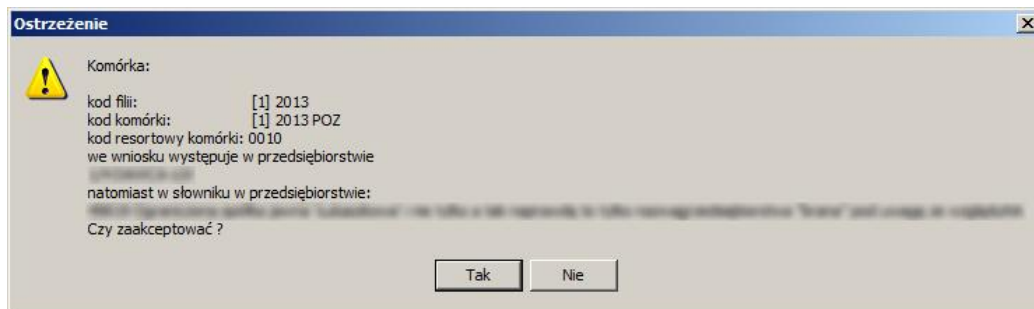 Ostrzeżenie
Komórka:
kod filii: [1] 2013
kod komórki: [1] 2013 POZ
kod resortowy komórki: 0010
we wniosku występuje w przedsiębiorstwie
natomiast w słowniku w przedsiębiorstwie:
Czy zaakceptować ?
Tak Nie